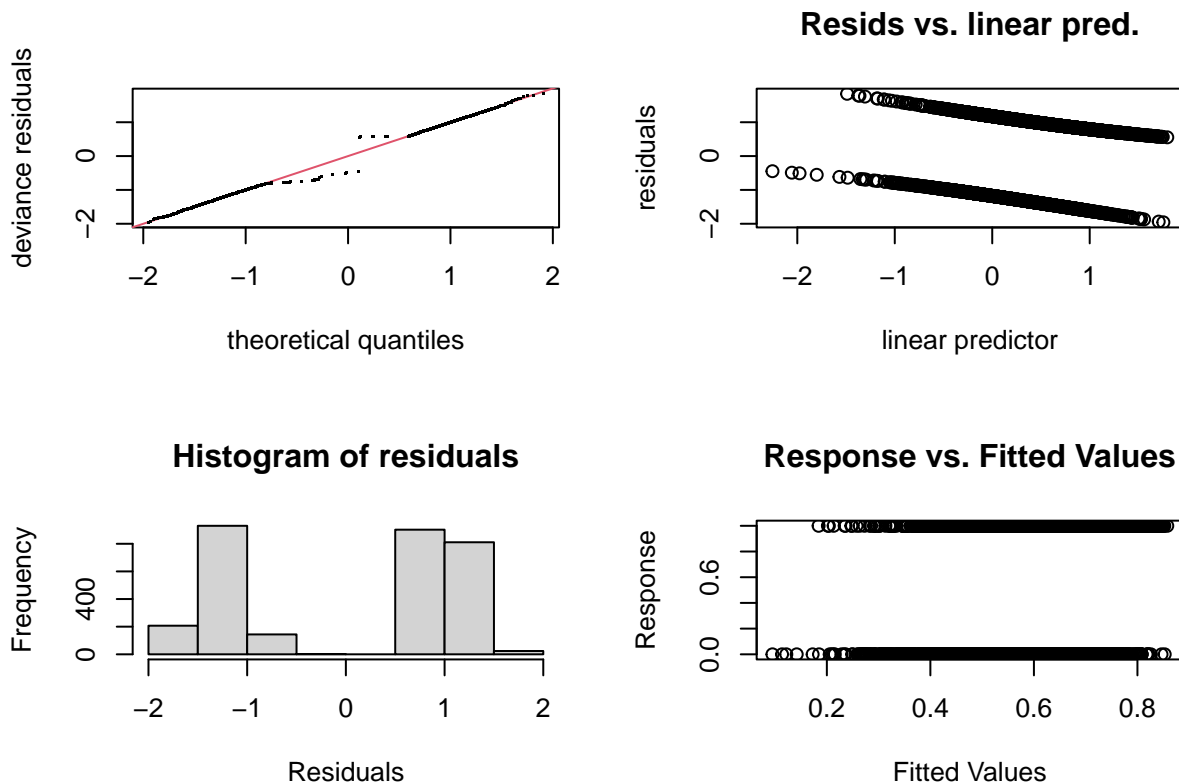 deviance residuals
−2
0
−2
−1
0
1
2
theoretical quantiles
Resids vs. linear pred.
residuals
−2
0
−2
−1
0
1
linear predictor
Histogram of residuals
Frequency
0
400
−2
−1
0
1
2
Residuals
Response vs. Fitted Values
Response
0.0
0.6
0.2
0.4
0.6
0.8
Fitted Values